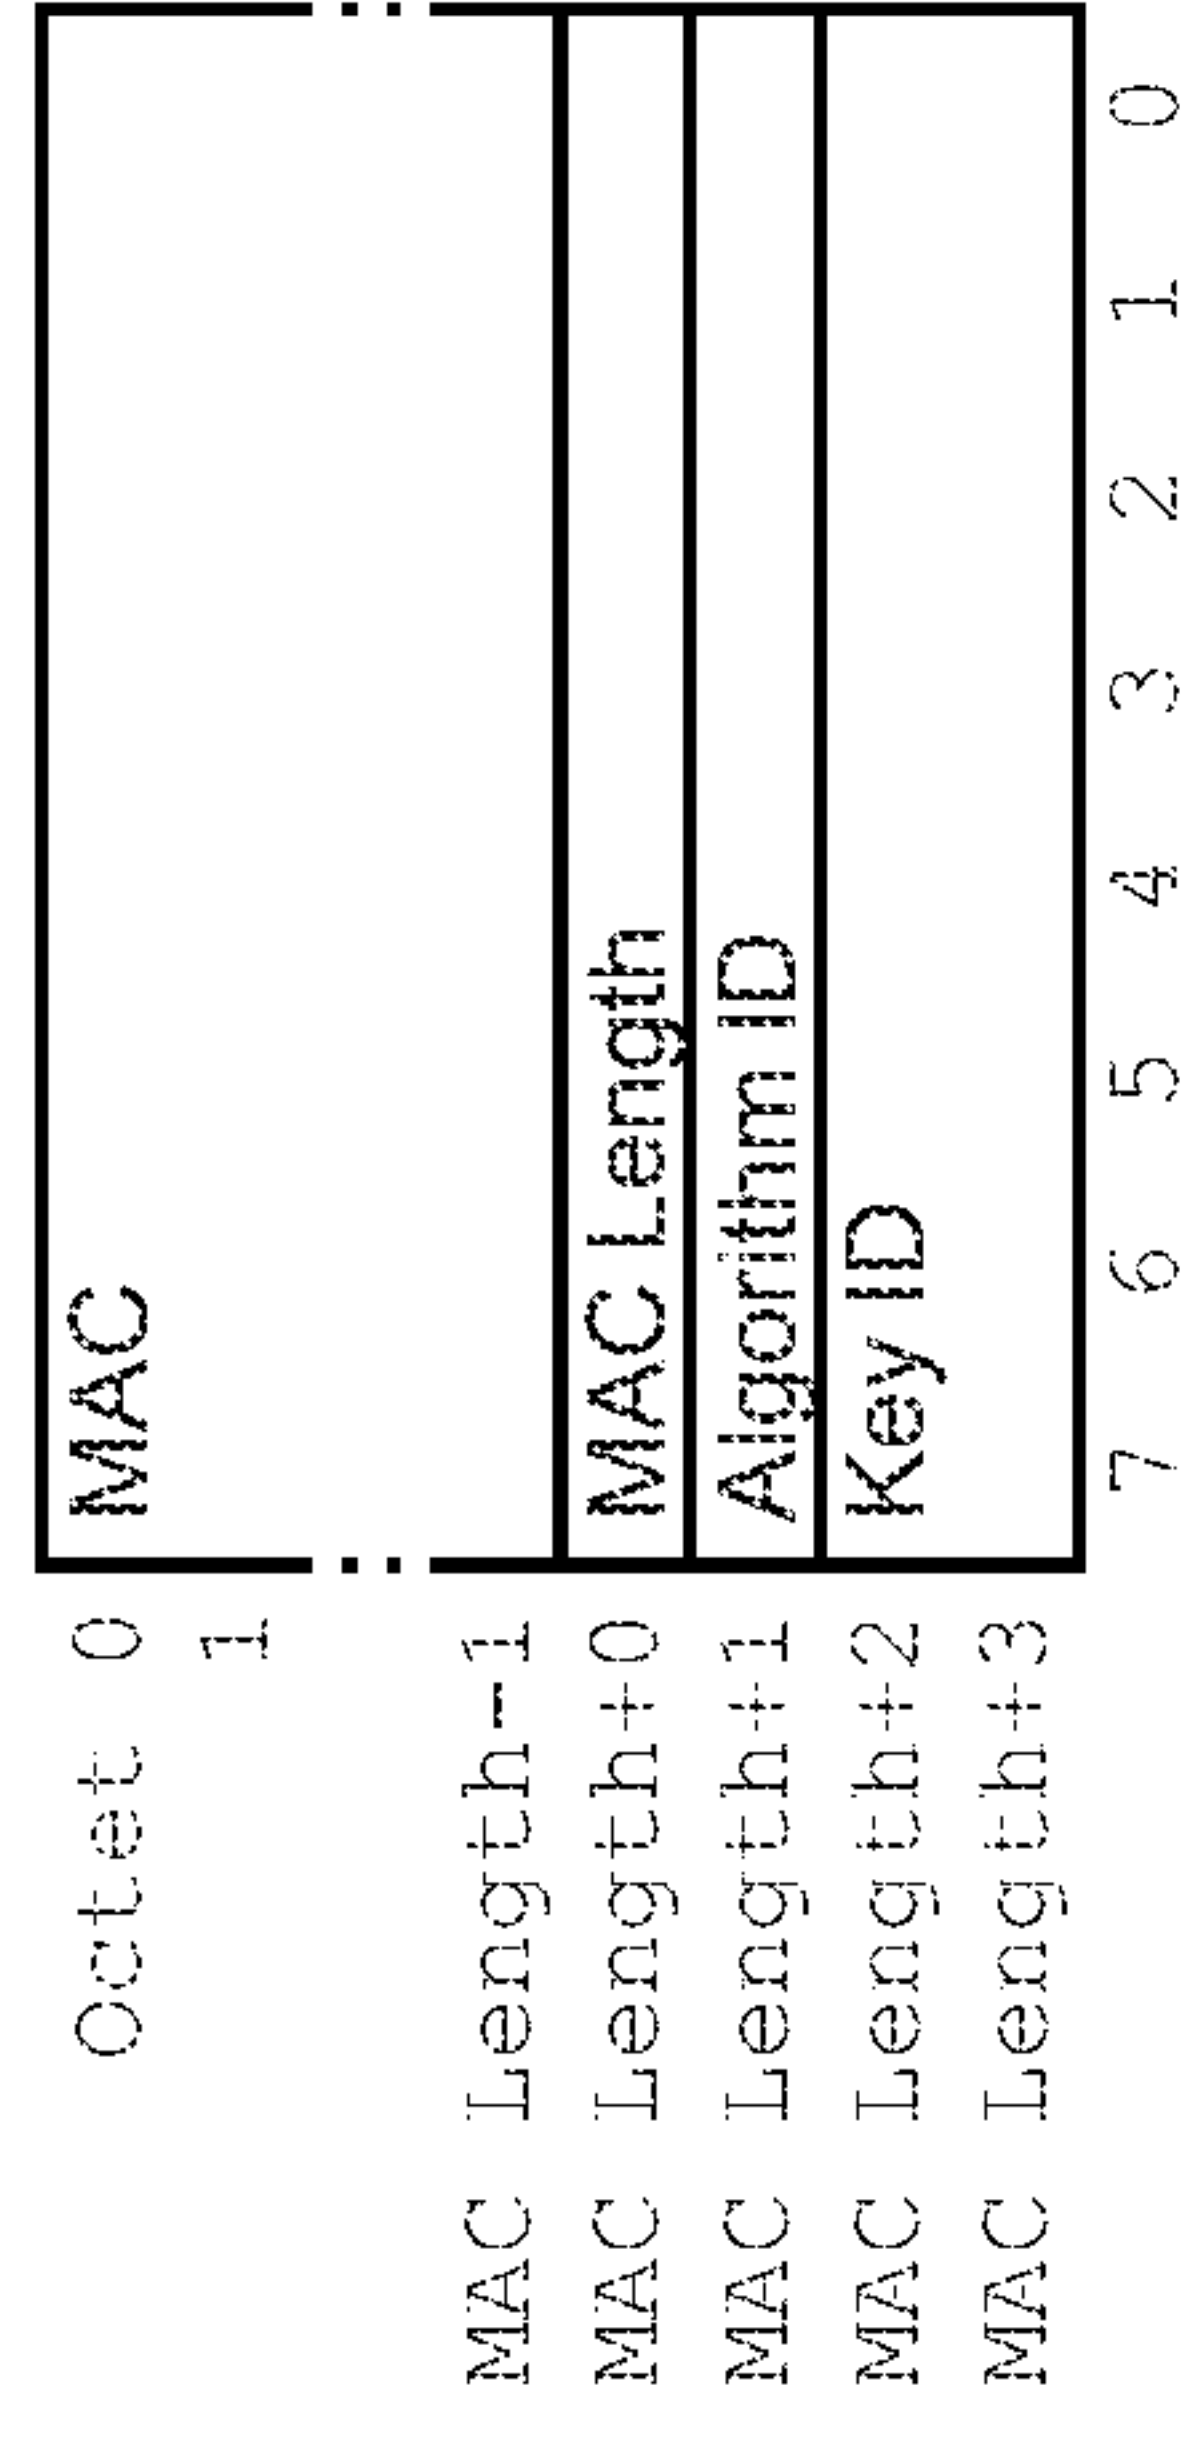 Octet 0 MAC
1
MAC Length-1
MAC Length+0 MAC Length
MAC Length+1 Algorithm ID
MAC Length+2 Key ID
MAC Length+3
7 6 5 4 3 2 1 0